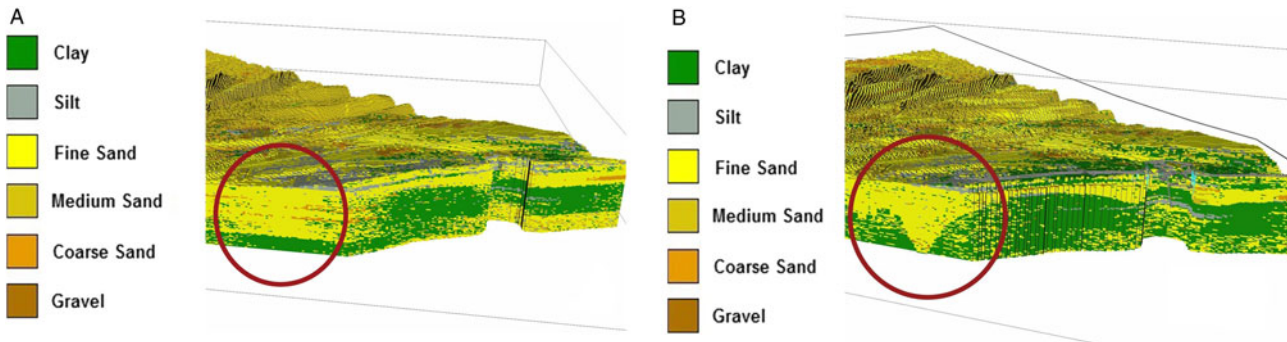 A
Clay
Silt
Fine Sand
Medium Sand
Coarse Sand
Gravel
B
Clay
Silt
Fine Sand
Medium Sand
Coarse Sand
Gravel